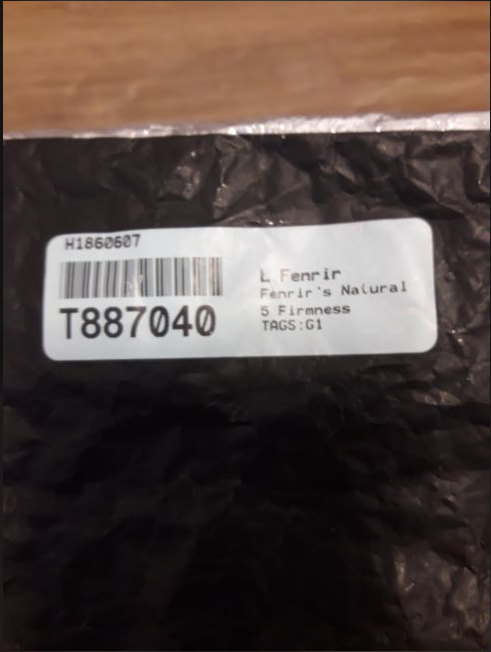 H1860607
T887040
L Fenrir
Fenrir's Natural
5 Firmness
TAGS:G1